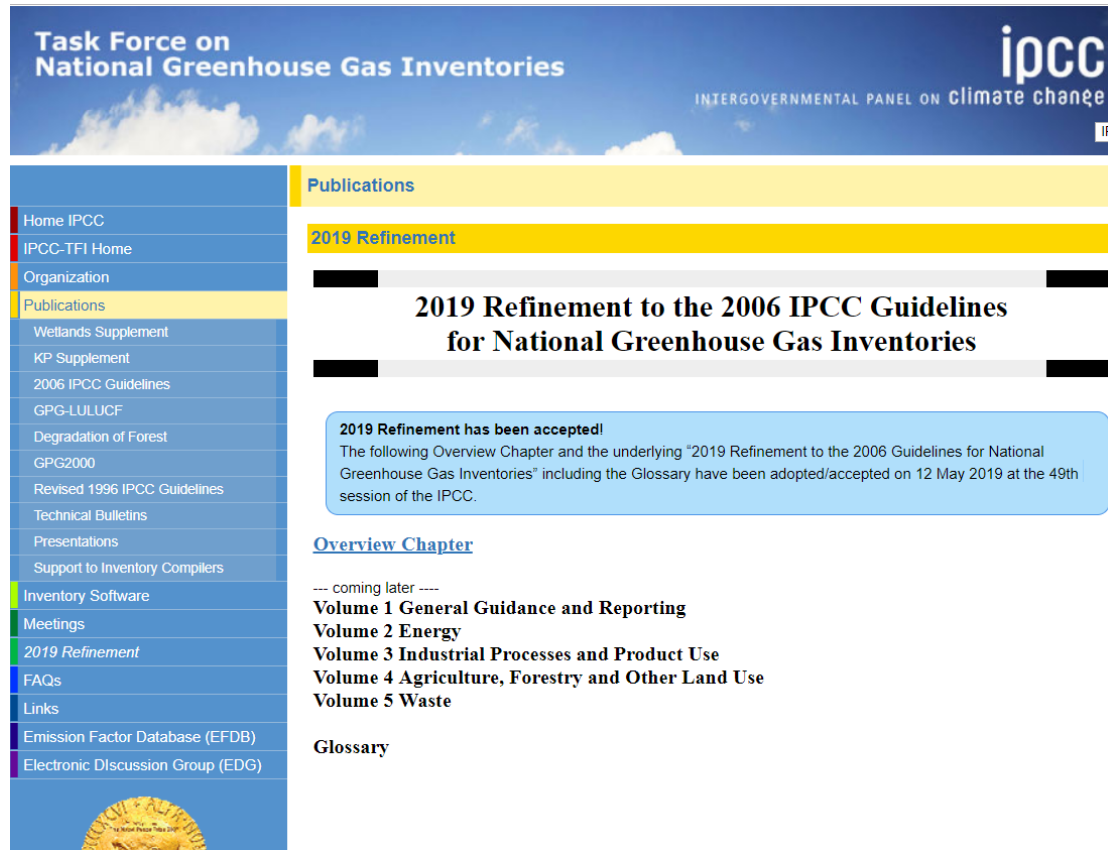 Task Force on
National Greenhouse Gas Inventories
ipcc
INTERGOVERNMENTAL PANEL ON climate change
Home IPCC
IPCC-TFI Home
Organization
Publications
Wetlands Supplement
KP Supplement
2006 IPCC Guidelines
GPG-LULUCF
Degradation of Forest
GPG2000
Revised 1996 IPCC Guidelines
Technical Bulletins
Presentations
Support to Inventory Compilers
Inventory Software
Meetings
2019 Refinement
FAQs
Links
Emission Factor Database (EFDB)
Electronic DIscussion Group (EDG)
Publications
2019 Refinement
2019 Refinement to the 2006 IPCC Guidelines
for National Greenhouse Gas Inventories
2019 Refinement has been accepted!
The following Overview Chapter and the underlying “2019 Refinement to the 2006 Guidelines for National
Greenhouse Gas Inventories” including the Glossary have been adopted/accepted on 12 May 2019 at the 49th
session of the IPCC.
Overview Chapter
--- coming later ----
Volume 1 General Guidance and Reporting
Volume 2 Energy
Volume 3 Industrial Processes and Product Use
Volume 4 Agriculture, Forestry and Other Land Use
Volume 5 Waste
Glossary